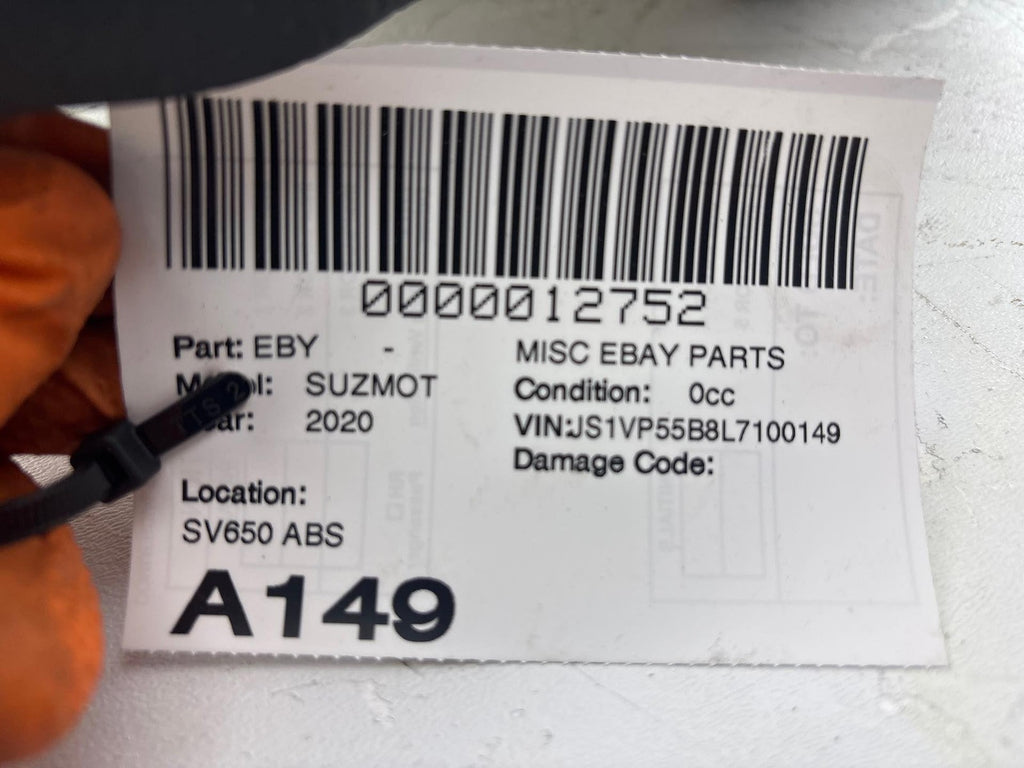 0000012752
Part: EBY - MISC EBAY PARTS
SUZMOT Condition: 0cc
2020 VIN:JS1VP55B8L7100149
Damage Code:
Location:
SV650 ABS
A149